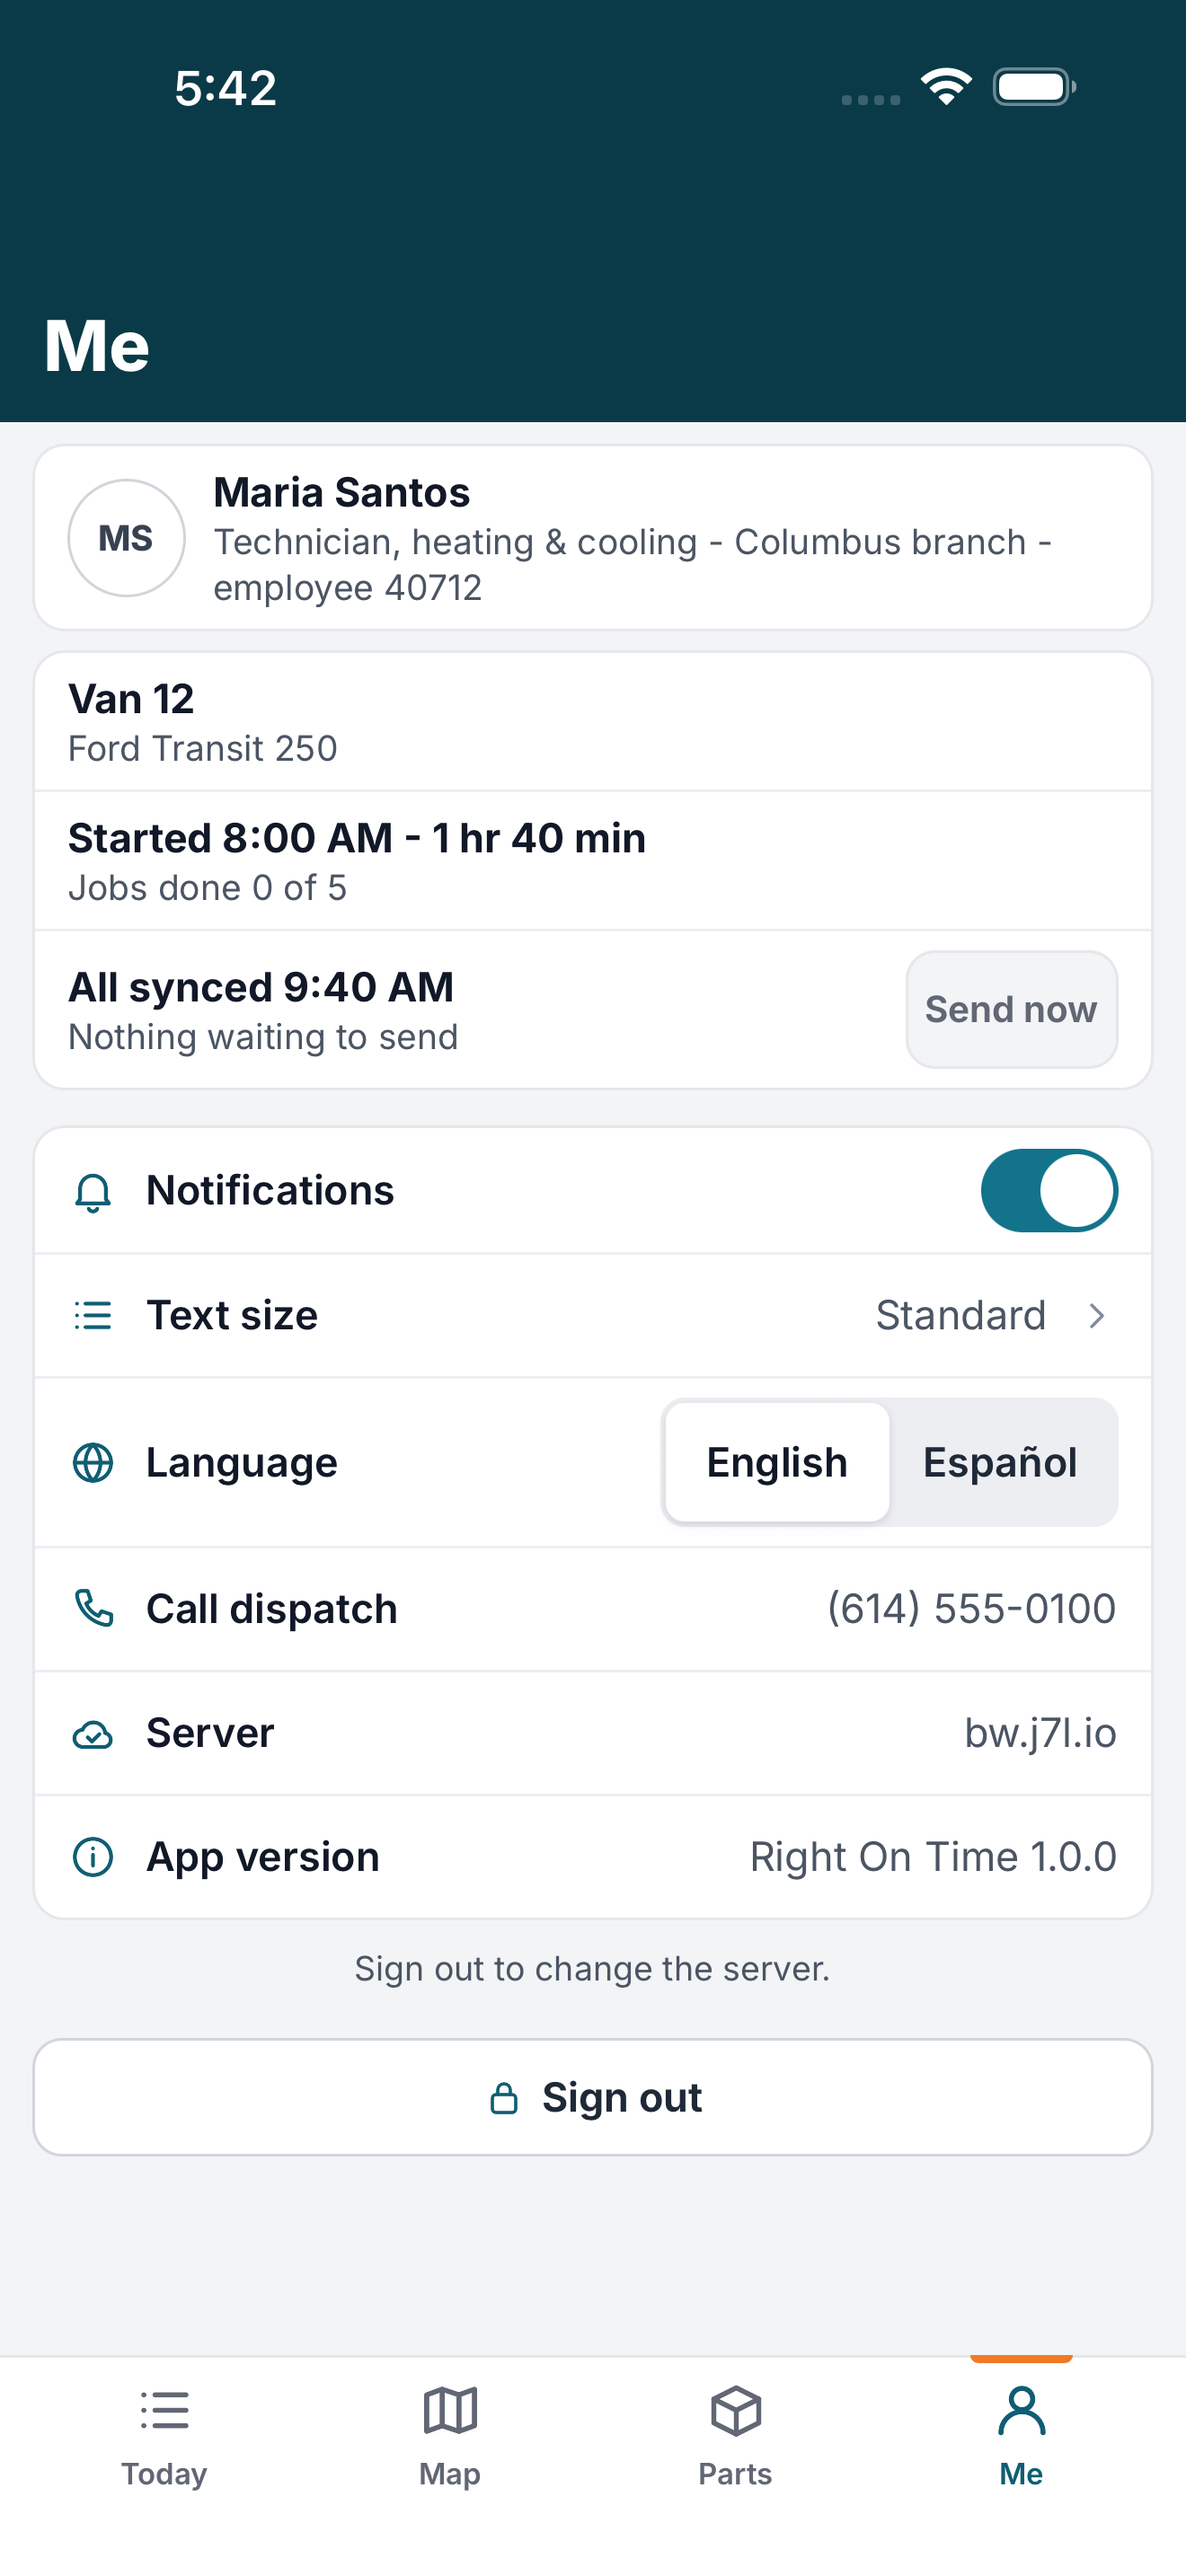 5:42
Me
MS
Maria Santos
Technician, heating & cooling - Columbus branch -
employee 40712
Van 12
Ford Transit 250
Started 8:00 AM - 1 hr 40 min
Jobs done 0 of 5
All synced 9:40 AM
Nothing waiting to send
Send now
Notifications
Text size
Standard
Language
English
Español
Call dispatch
(614) 555-0100
Server
bw.j7l.io
App version
Right On Time 1.0.0
Sign out to change the server.
Sign out
Today
Map
Parts
Me